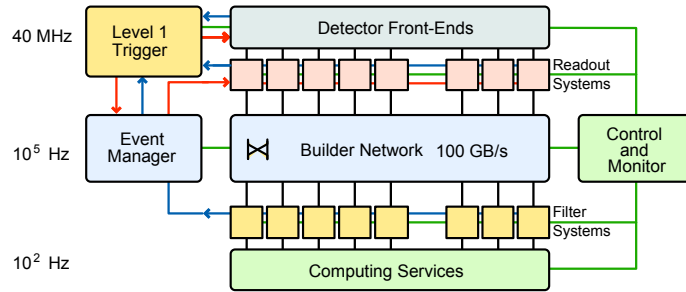 40 MHz
Level 1
Trigger
Detector Front-Ends
Readout
Systems
10⁵ Hz
Event
Manager
Builder Network 100 GB/s
Control
and
Monitor
Filter
Systems
10² Hz
Computing Services